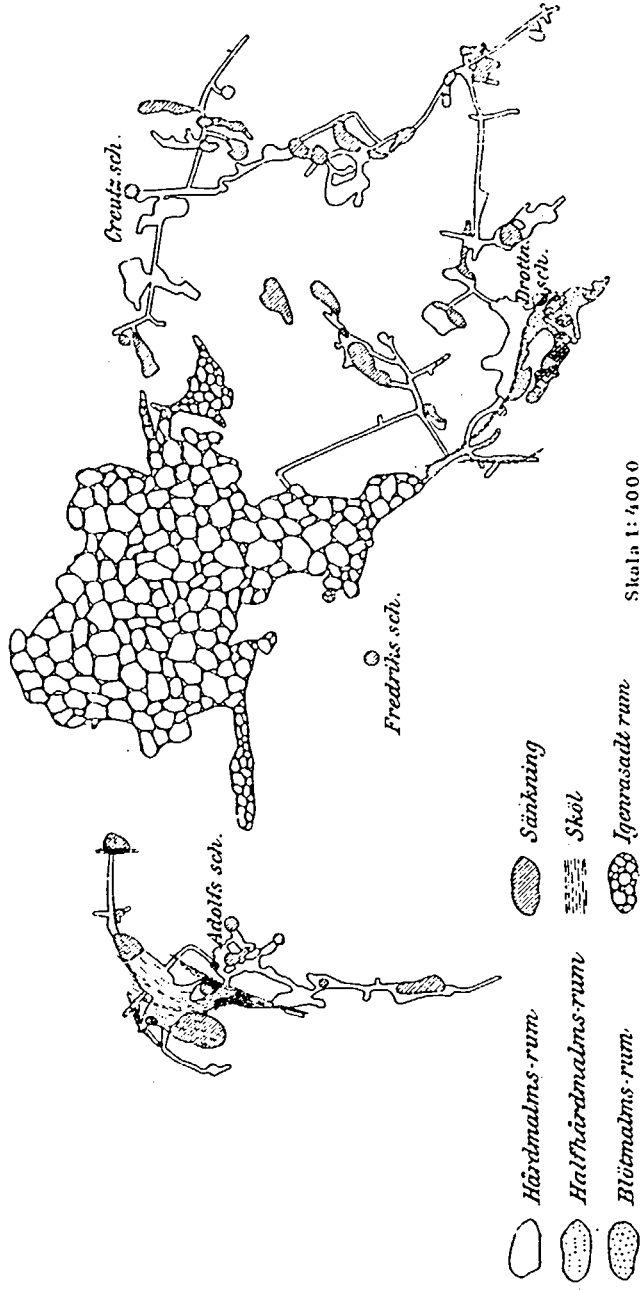 Creutz sch.
Drottn.
sch.
Fredriks sch.
Adolfs sch.
Skala 1:4000
Hårdmalms-rum
Halfhårdmalms-rum
Blötmalms-rum
Sänkning
Sköl
Igenrasadt rum